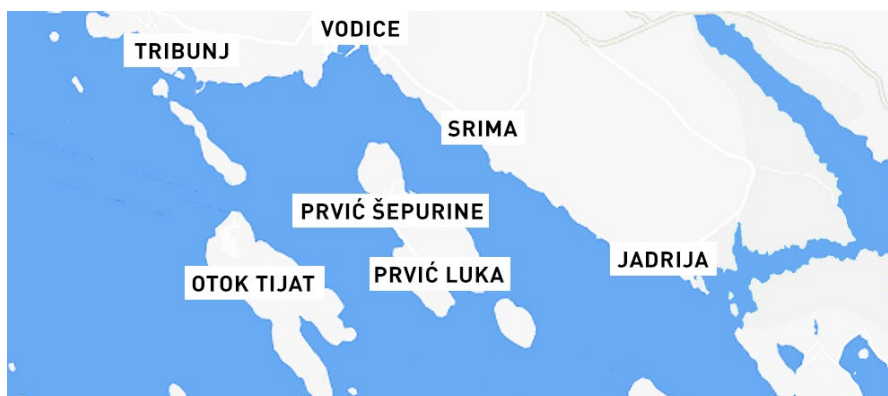 VODICE
TRIBUNJ
SRIMA
PRVIĆ ŠEPURINE
JADRIJA
PRVIĆ LUKA
OTOK TIJAT